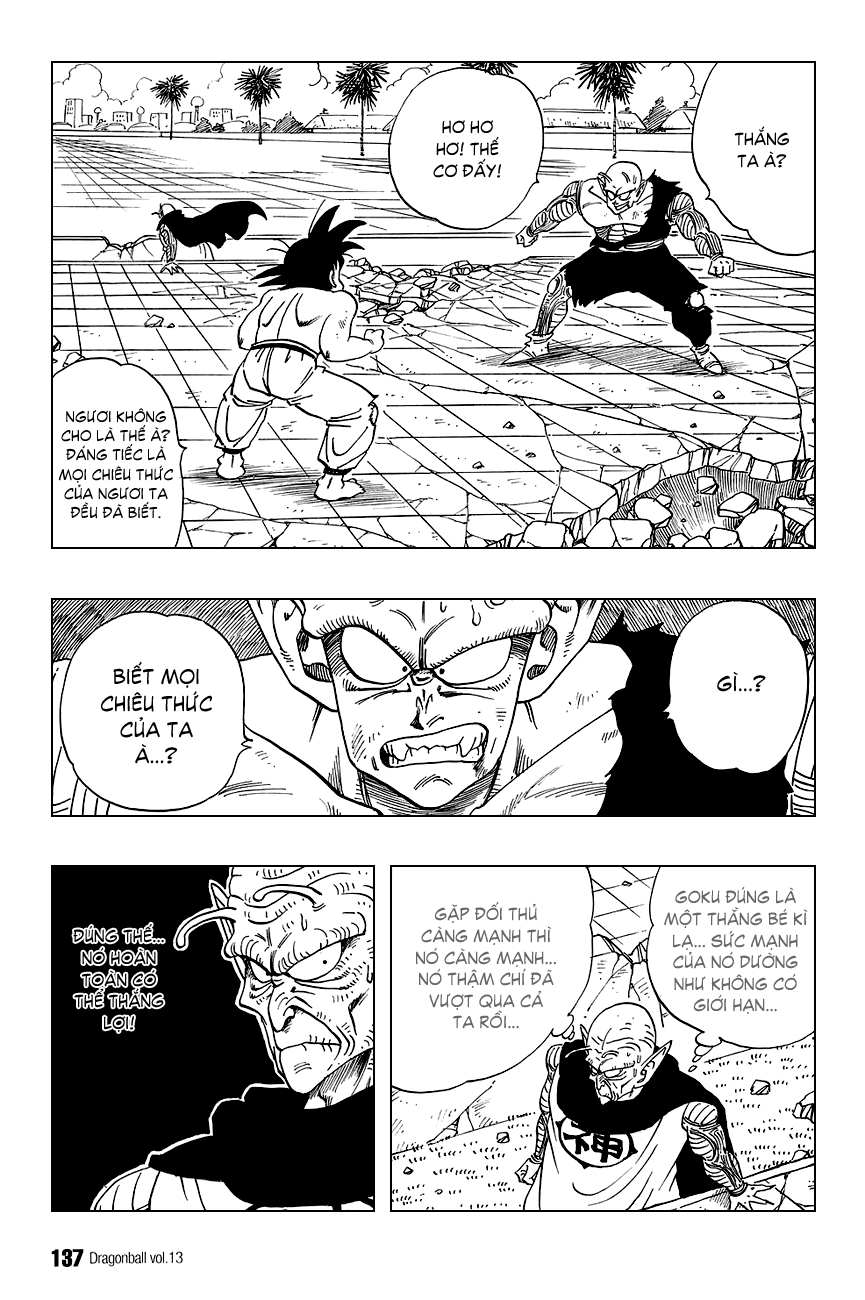 THẮNG
TA À?
HƠ HƠ
HƠ! THẾ
CƠ ĐẤY!
NGƯƠI KHÔNG
CHO LÀ THẾ À?
ĐÁNG TIẾC LÀ
MỌI CHIÊU THỨC
CỦA NGƯƠI TA
ĐỀU ĐÃ BIẾT.
GÌ...?
BIẾT MỌI
CHIÊU THỨC
CỦA TA
À...?
GOKU ĐÚNG LÀ
MỘT THẰNG BÉ KÌ
LẠ... SỨC MẠNH
CỦA NÓ DƯỜNG
NHƯ KHÔNG CÓ
GIỚI HẠN...
GẶP ĐỐI THỦ
CÀNG MẠNH THÌ
NÓ CÀNG MẠNH...
NÓ THẬM CHÍ ĐÃ
VƯỢT QUA CẢ
TA RỒI...
神
ĐÚNG THẾ...
NÓ HOÀN
TOÀN CÓ
THỂ THẮNG
LỢI!
137 Dragonball vol.13